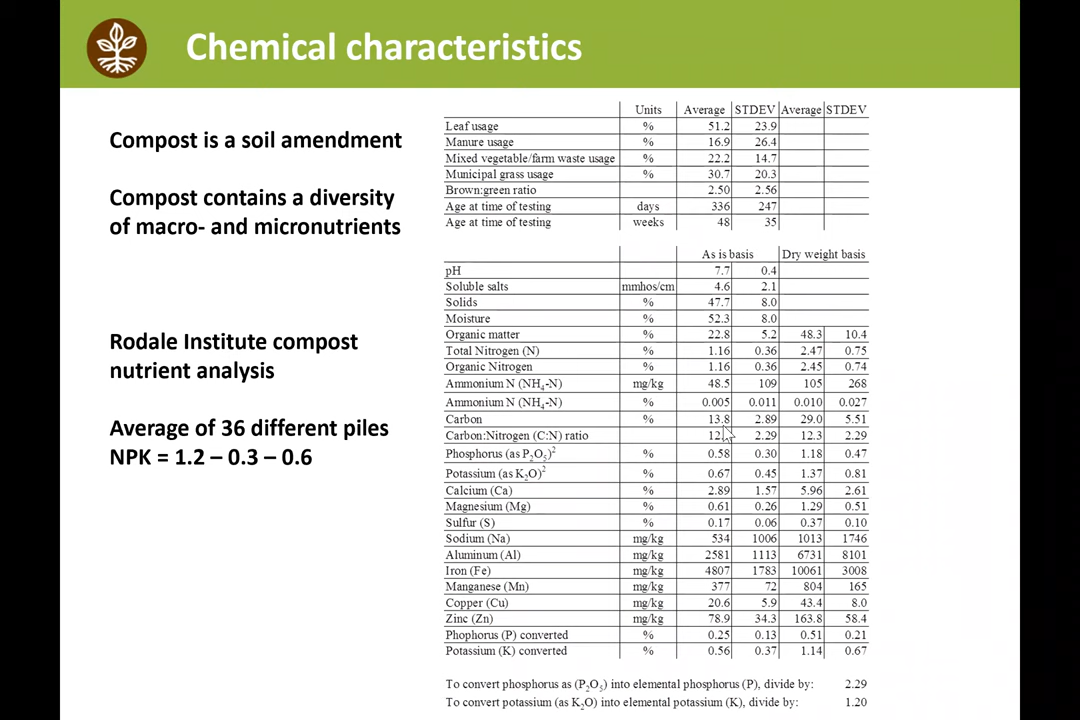 Chemical characteristics
Compost is a soil amendment
Compost contains a diversity
of macro- and micronutrients
Rodale Institute compost
nutrient analysis
Average of 36 different piles
NPK = 1.2 – 0.3 – 0.6
Units Average STDEV Average STDEV
Leaf usage % 51.2 23.9
Manure usage % 16.9 26.4
Mixed vegetable/farm waste usage % 22.2 14.7
Municipal grass usage % 30.7 20.3
Brown:green ratio 2.50 2.56
Age at time of testing days 336 247
Age at time of testing weeks 48 35
As is basis Dry weight basis
pH 7.7 0.4
Soluble salts mmhos/cm 4.6 2.1
Solids % 47.7 8.0
Moisture % 52.3 8.0
Organic matter % 22.8 5.2 48.3 10.4
Total Nitrogen (N) % 1.16 0.36 2.47 0.75
Organic Nitrogen % 1.16 0.36 2.45 0.74
Ammonium N (NH₄-N) mg/kg 48.5 109 105 268
Ammonium N (NH₄-N) % 0.005 0.011 0.010 0.027
Carbon % 13.8 2.89 29.0 5.51
Carbon:Nitrogen (C:N) ratio 2.29 12.3 2.29
Phosphorus (as P₂O₅)² % 0.58 0.30 1.18 0.47
Potassium (as K₂O)² % 0.67 0.45 1.37 0.81
Calcium (Ca) % 2.89 1.57 5.96 2.61
Magnesium (Mg) % 0.61 0.26 1.29 0.51
Sulfur (S) % 0.17 0.06 0.37 0.10
Sodium (Na) mg/kg 534 1006 1013 1746
Aluminum (Al) mg/kg 2581 1113 6731 8101
Iron (Fe) mg/kg 4807 1783 10061 3008
Manganese (Mn) mg/kg 377 72 804 165
Copper (Cu) mg/kg 20.6 5.9 43.4 8.0
Zinc (Zn) mg/kg 78.9 34.3 163.8 58.4
Phophorus (P) converted % 0.25 0.13 0.51 0.21
Potassium (K) converted % 0.56 0.37 1.14 0.67
To convert phosphorus as (P₂O₅) into elemental phosphorus (P), divide by: 2.29
To convert potassium (as K₂O) into elemental potassium (K), divide by: 1.20